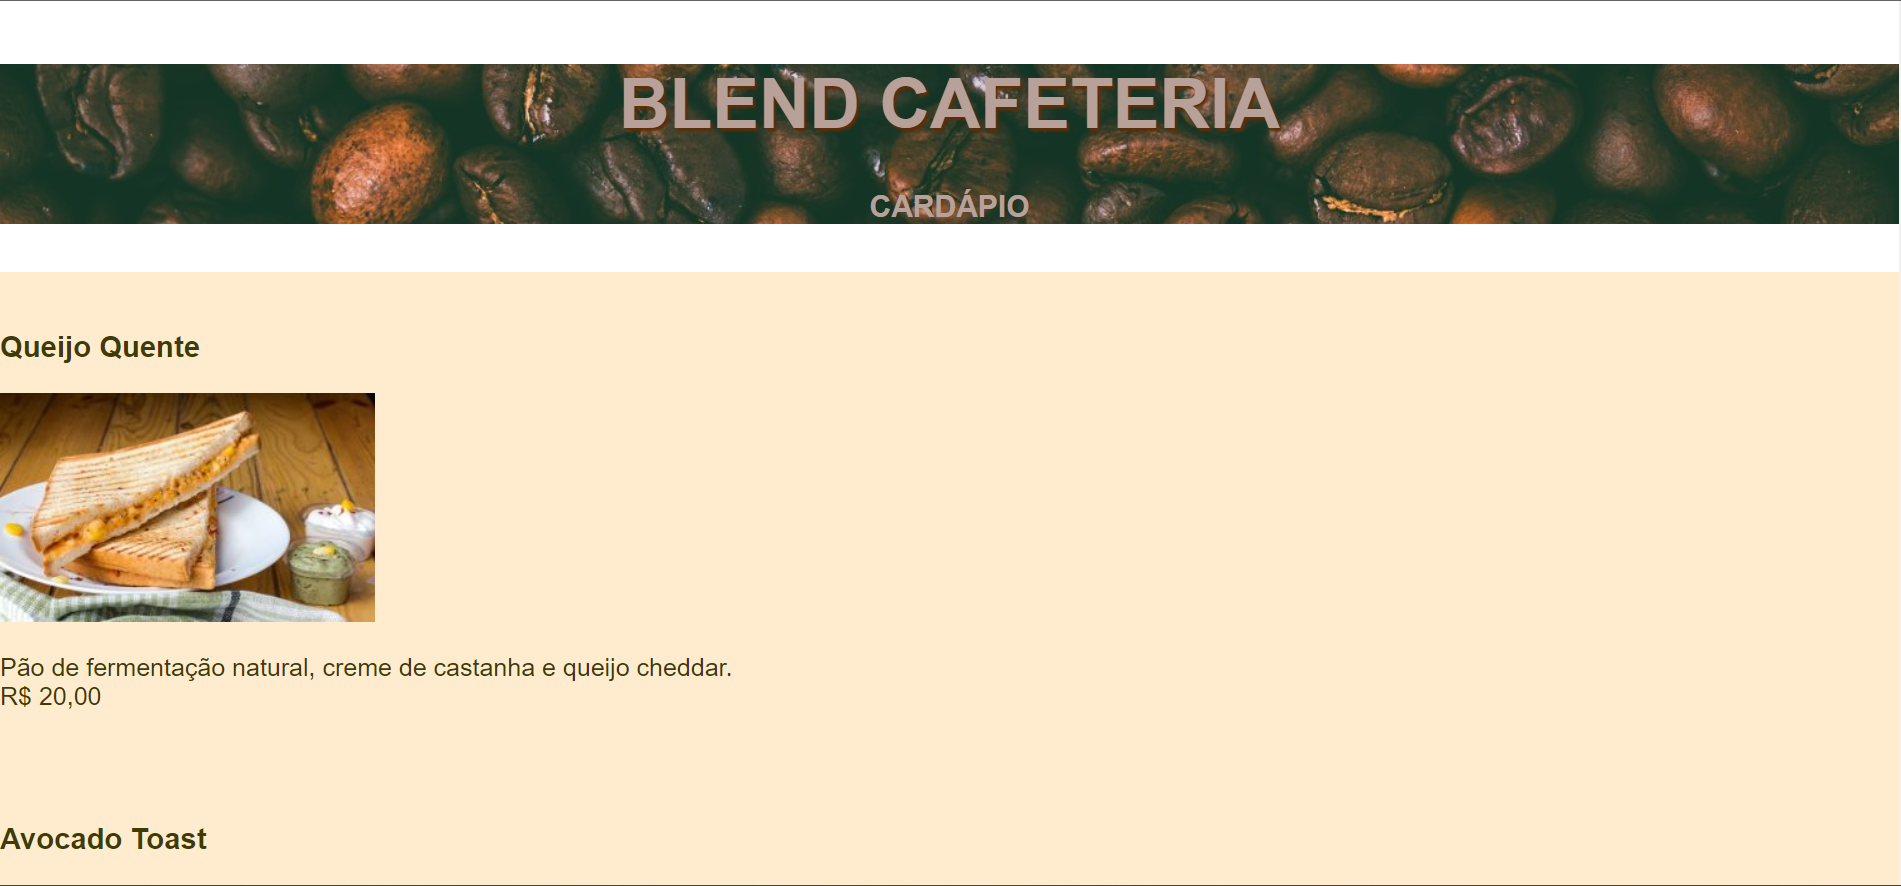 BLEND CAFETERIA
CARDÁPIO
Queijo Quente
Pão de fermentação natural, creme de castanha e queijo cheddar.
R$ 20,00
Avocado Toast